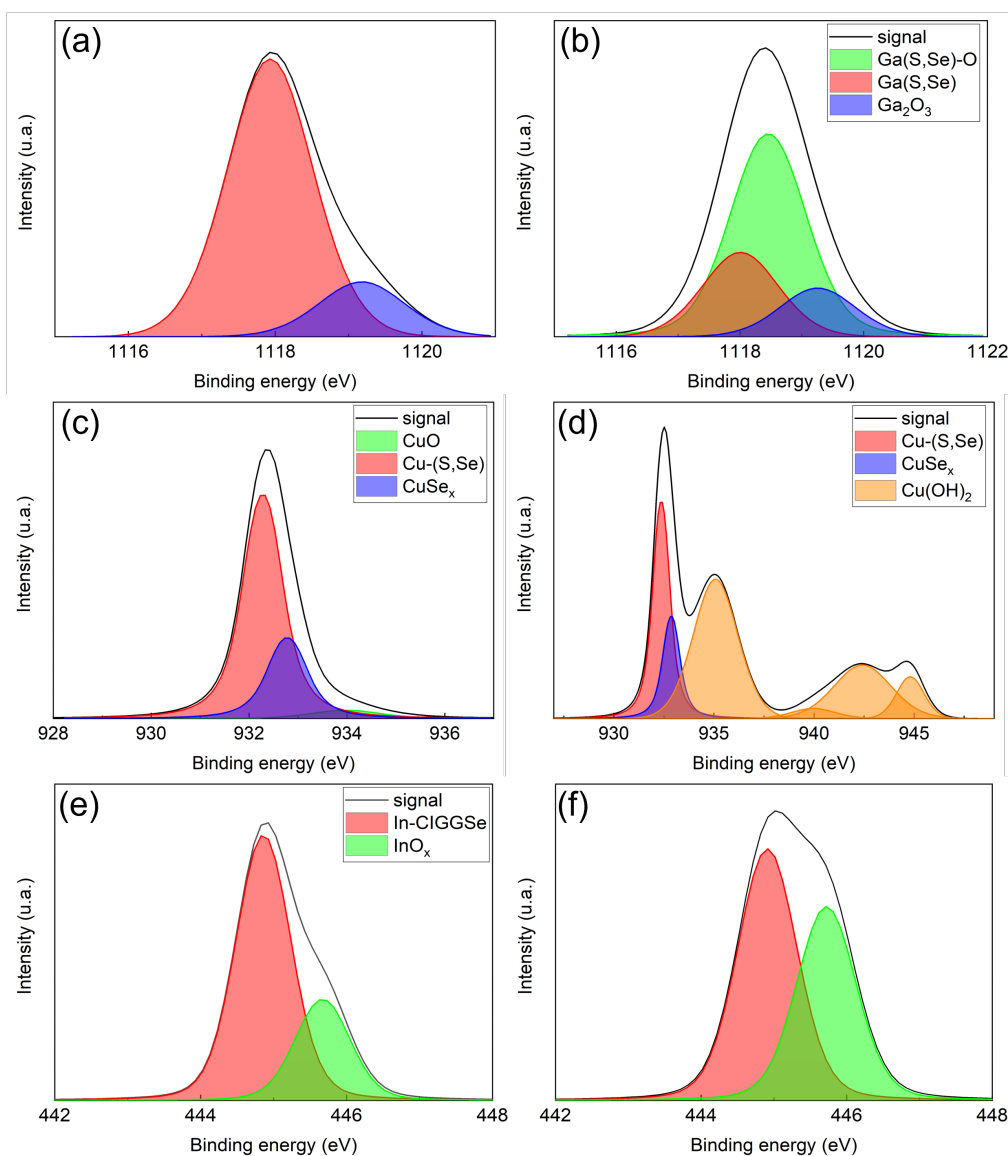 (a)
Intensity (u.a.)
1116
1118
1120
Binding energy (eV)
(b)
signal
Ga(S,Se)-O
Ga(S,Se)
Ga₂O₃
Intensity (u.a.)
1116
1118
1120
1122
Binding energy (eV)
(c)
signal
CuO
Cu-(S,Se)
CuSeₓ
Intensity (u.a.)
928
930
932
934
936
Binding energy (eV)
(d)
signal
Cu-(S,Se)
CuSeₓ
Cu(OH)₂
Intensity (u.a.)
930
935
940
945
Binding energy (eV)
(e)
signal
In-CIGGSe
InOₓ
Intensity (u.a.)
442
444
446
448
Binding energy (eV)
(f)
Intensity (u.a.)
442
444
446
448
Binding energy (eV)